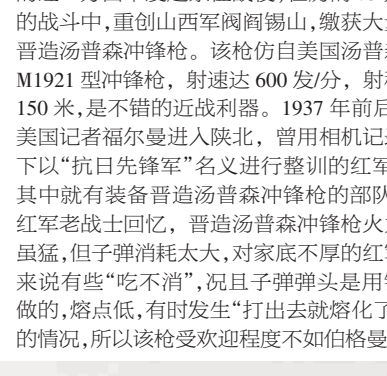 的战斗中，重创山西军阀阎锡山，缴获大量
晋造汤普森冲锋枪。该枪仿自美国汤普森
M1921 型冲锋枪，射速达 600 发/分，射程
150 米，是不错的近战利器。1937 年前后，
美国记者福尔曼进入陕北，曾用相机记录
下以“抗日先锋军”名义进行整训的红军，
其中就有装备晋造汤普森冲锋枪的部队。
红军老战士回忆，晋造汤普森冲锋枪火力
虽猛，但子弹消耗太大，对家底不厚的红军
来说有些“吃不消”，况且子弹弹头是用
做的，熔点低，有时发生“打出去就熔化了”
的情况，所以该枪受欢迎程度不如伯格曼